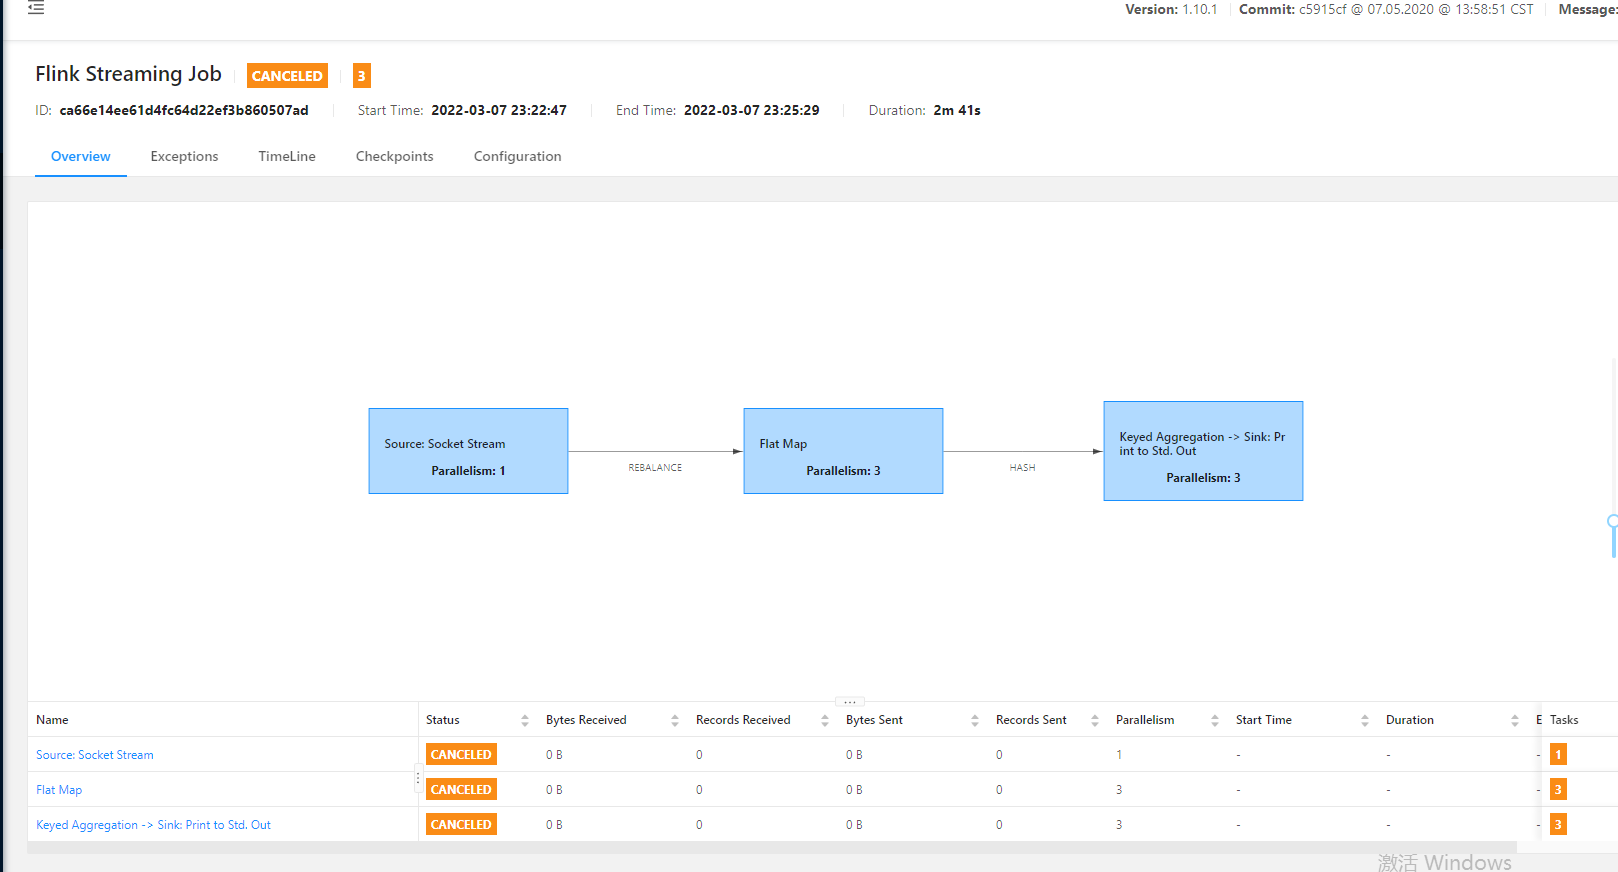 Version: 1.10.1 Commit: c5915cf @ 07.05.2020 @ 13:58:51 CST Message:
Flink Streaming Job CANCELED 3
ID: ca66e14ee61d4fc64d22ef3b860507ad Start Time: 2022-03-07 23:22:47 End Time: 2022-03-07 23:25:29 Duration: 2m 41s
Overview Exceptions TimeLine Checkpoints Configuration
Source: Socket Stream
Parallelism: 1
REBALANCE
Flat Map
Parallelism: 3
HASH
Keyed Aggregation -> Sink: Pr
int to Std. Out
Parallelism: 3
Name Status Bytes Received Records Received Bytes Sent Records Sent Parallelism Start Time Duration E Tasks
Source: Socket Stream CANCELED 0 B 0 0 B 0 1 - - - 1
Flat Map CANCELED 0 B 0 0 B 0 3 - - - 3
Keyed Aggregation -> Sink: Print to Std. Out CANCELED 0 B 0 0 B 0 3 - - - 3
激活 Windows